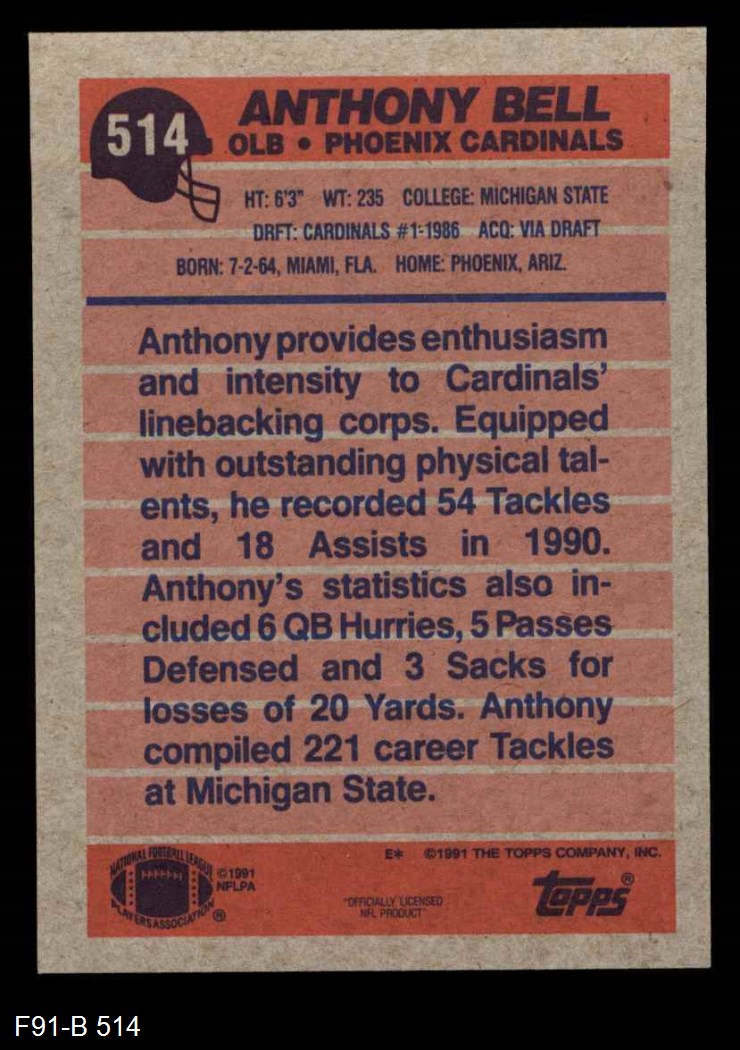 514
ANTHONY BELL
OLB • PHOENIX CARDINALS
HT: 6'3" WT: 235 COLLEGE: MICHIGAN STATE
DRFT: CARDINALS #1-1986 ACQ: VIA DRAFT
BORN: 7-2-64, MIAMI, FLA. HOME: PHOENIX, ARIZ.
Anthony provides enthusiasm
and intensity to Cardinals'
linebacking corps. Equipped
with outstanding physical tal-
ents, he recorded 54 Tackles
and 18 Assists in 1990.
Anthony's statistics also in-
cluded 6 QB Hurries, 5 Passes
Defensed and 3 Sacks for
losses of 20 Yards. Anthony
compiled 221 career Tackles
at Michigan State.
E* ©1991 THE TOPPS COMPANY, INC.
NATIONAL FOOTBALL LEAGUE
PLAYERS ASSOCIATION ®
©1991
NFLPA
"OFFICIALLY LICENSED
NFL PRODUCT"
topps®
F91-B 514